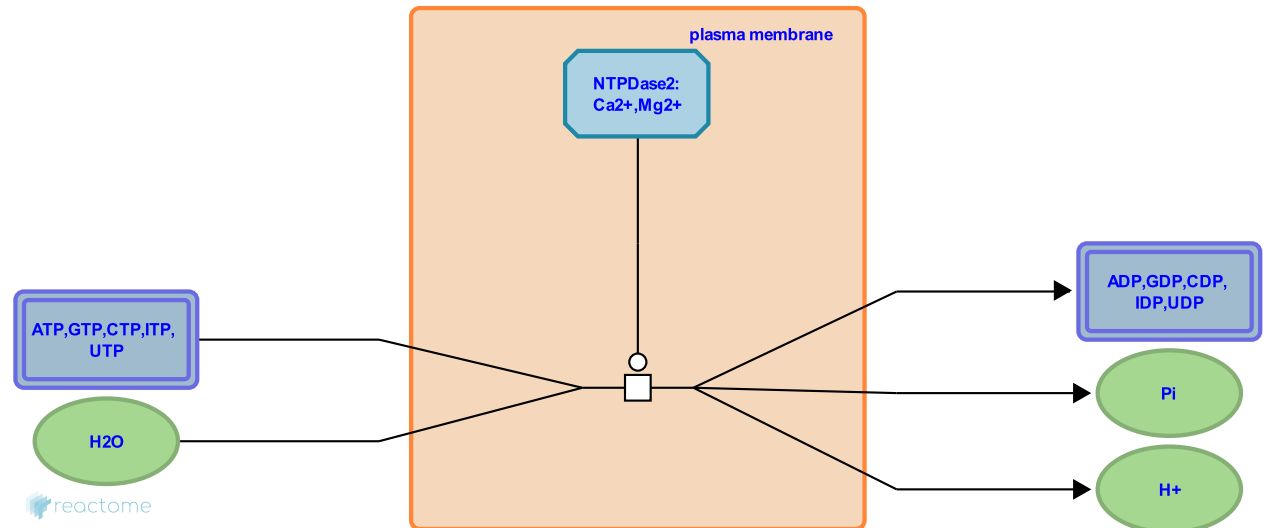 plasma membrane
NTPDase2:
Ca2+,Mg2+
ATP,GTP,CTP,ITP,
UTP
H2O
ADP,GDP,CDP,
IDP,UDP
Pi
H+
reactome